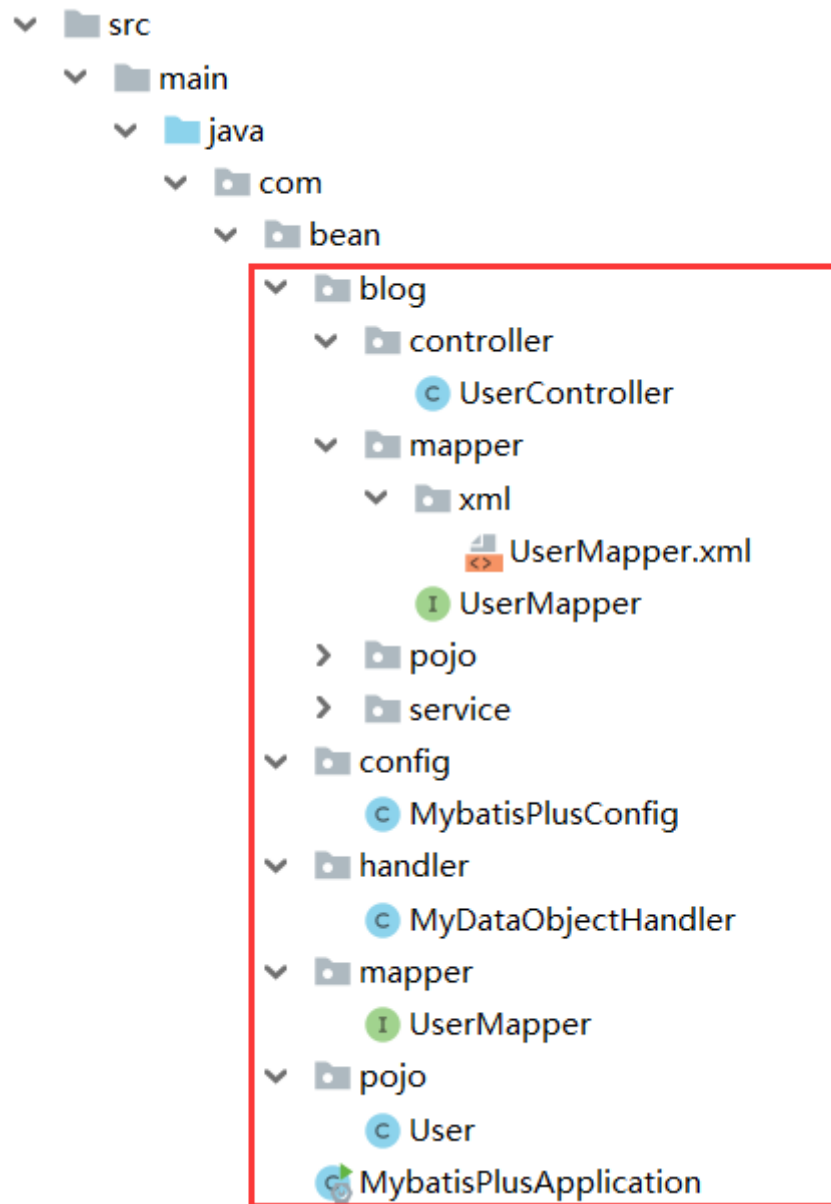 src
main
java
com
bean
blog
controller
UserController
mapper
xml
UserMapper.xml
UserMapper
pojo
service
config
MybatisPlusConfig
handler
MyDataObjectHandler
mapper
UserMapper
pojo
User
MybatisPlusApplication